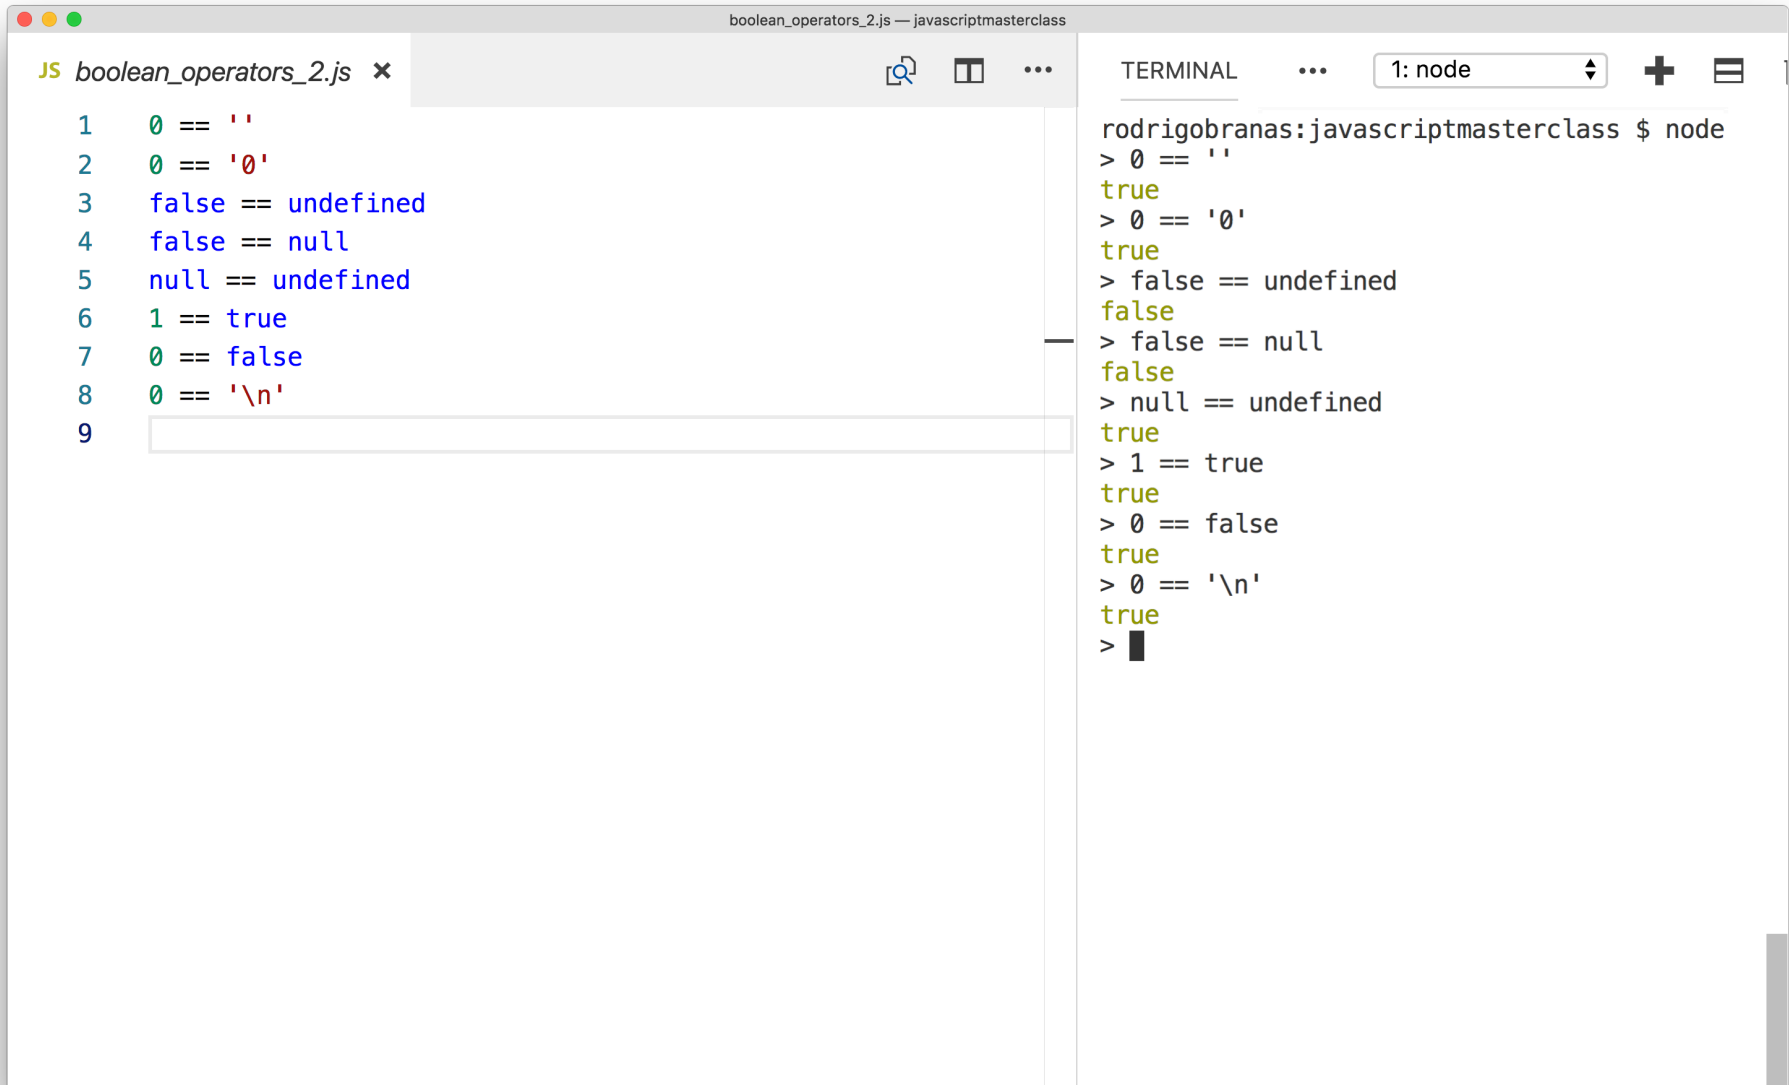 boolean_operators_2.js — javascriptmasterclass
JS boolean_operators_2.js
1 0 == ''
2 0 == '0'
3 false == undefined
4 false == null
5 null == undefined
6 1 == true
7 0 == false
8 0 == '\n'
9
TERMINAL
1: node
rodrigobranas:javascriptmasterclass $ node
> 0 == ''
true
> 0 == '0'
true
> false == undefined
false
> false == null
false
> null == undefined
true
> 1 == true
true
> 0 == false
true
> 0 == '\n'
true
>